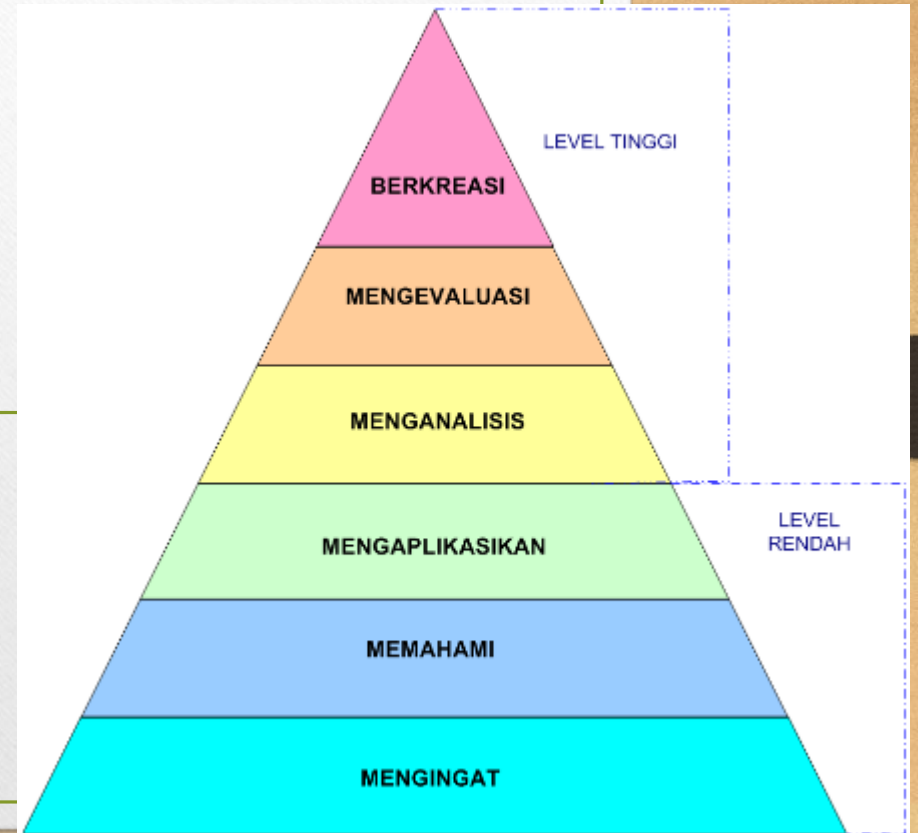 LEVEL TINGGI
BERKREASI
MENGEVALUASI
MENGANALISIS
LEVEL
RENDAH
MENGAPLIKASIKAN
MEMAHAMI
MENGINGAT